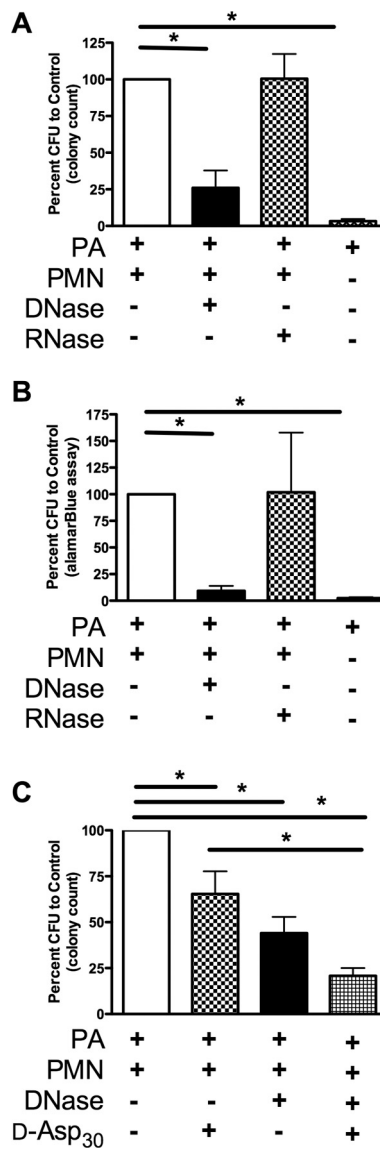 A
* *
Percent CFU to Control
(colony count)
125
100
75
50
25
0
PA + + + +
PMN + + + -
DNase - + - -
RNase - - + -
B
* *
Percent CFU to Control
(alamarBlue assay)
175
150
125
100
75
50
25
0
PA + + + +
PMN + + + -
DNase - + - -
RNase - - + -
C
* * * *
Percent CFU to Control
(colony count)
100
75
50
25
0
PA + + + +
PMN + + + +
DNase - - + +
D-Asp30 - + - +